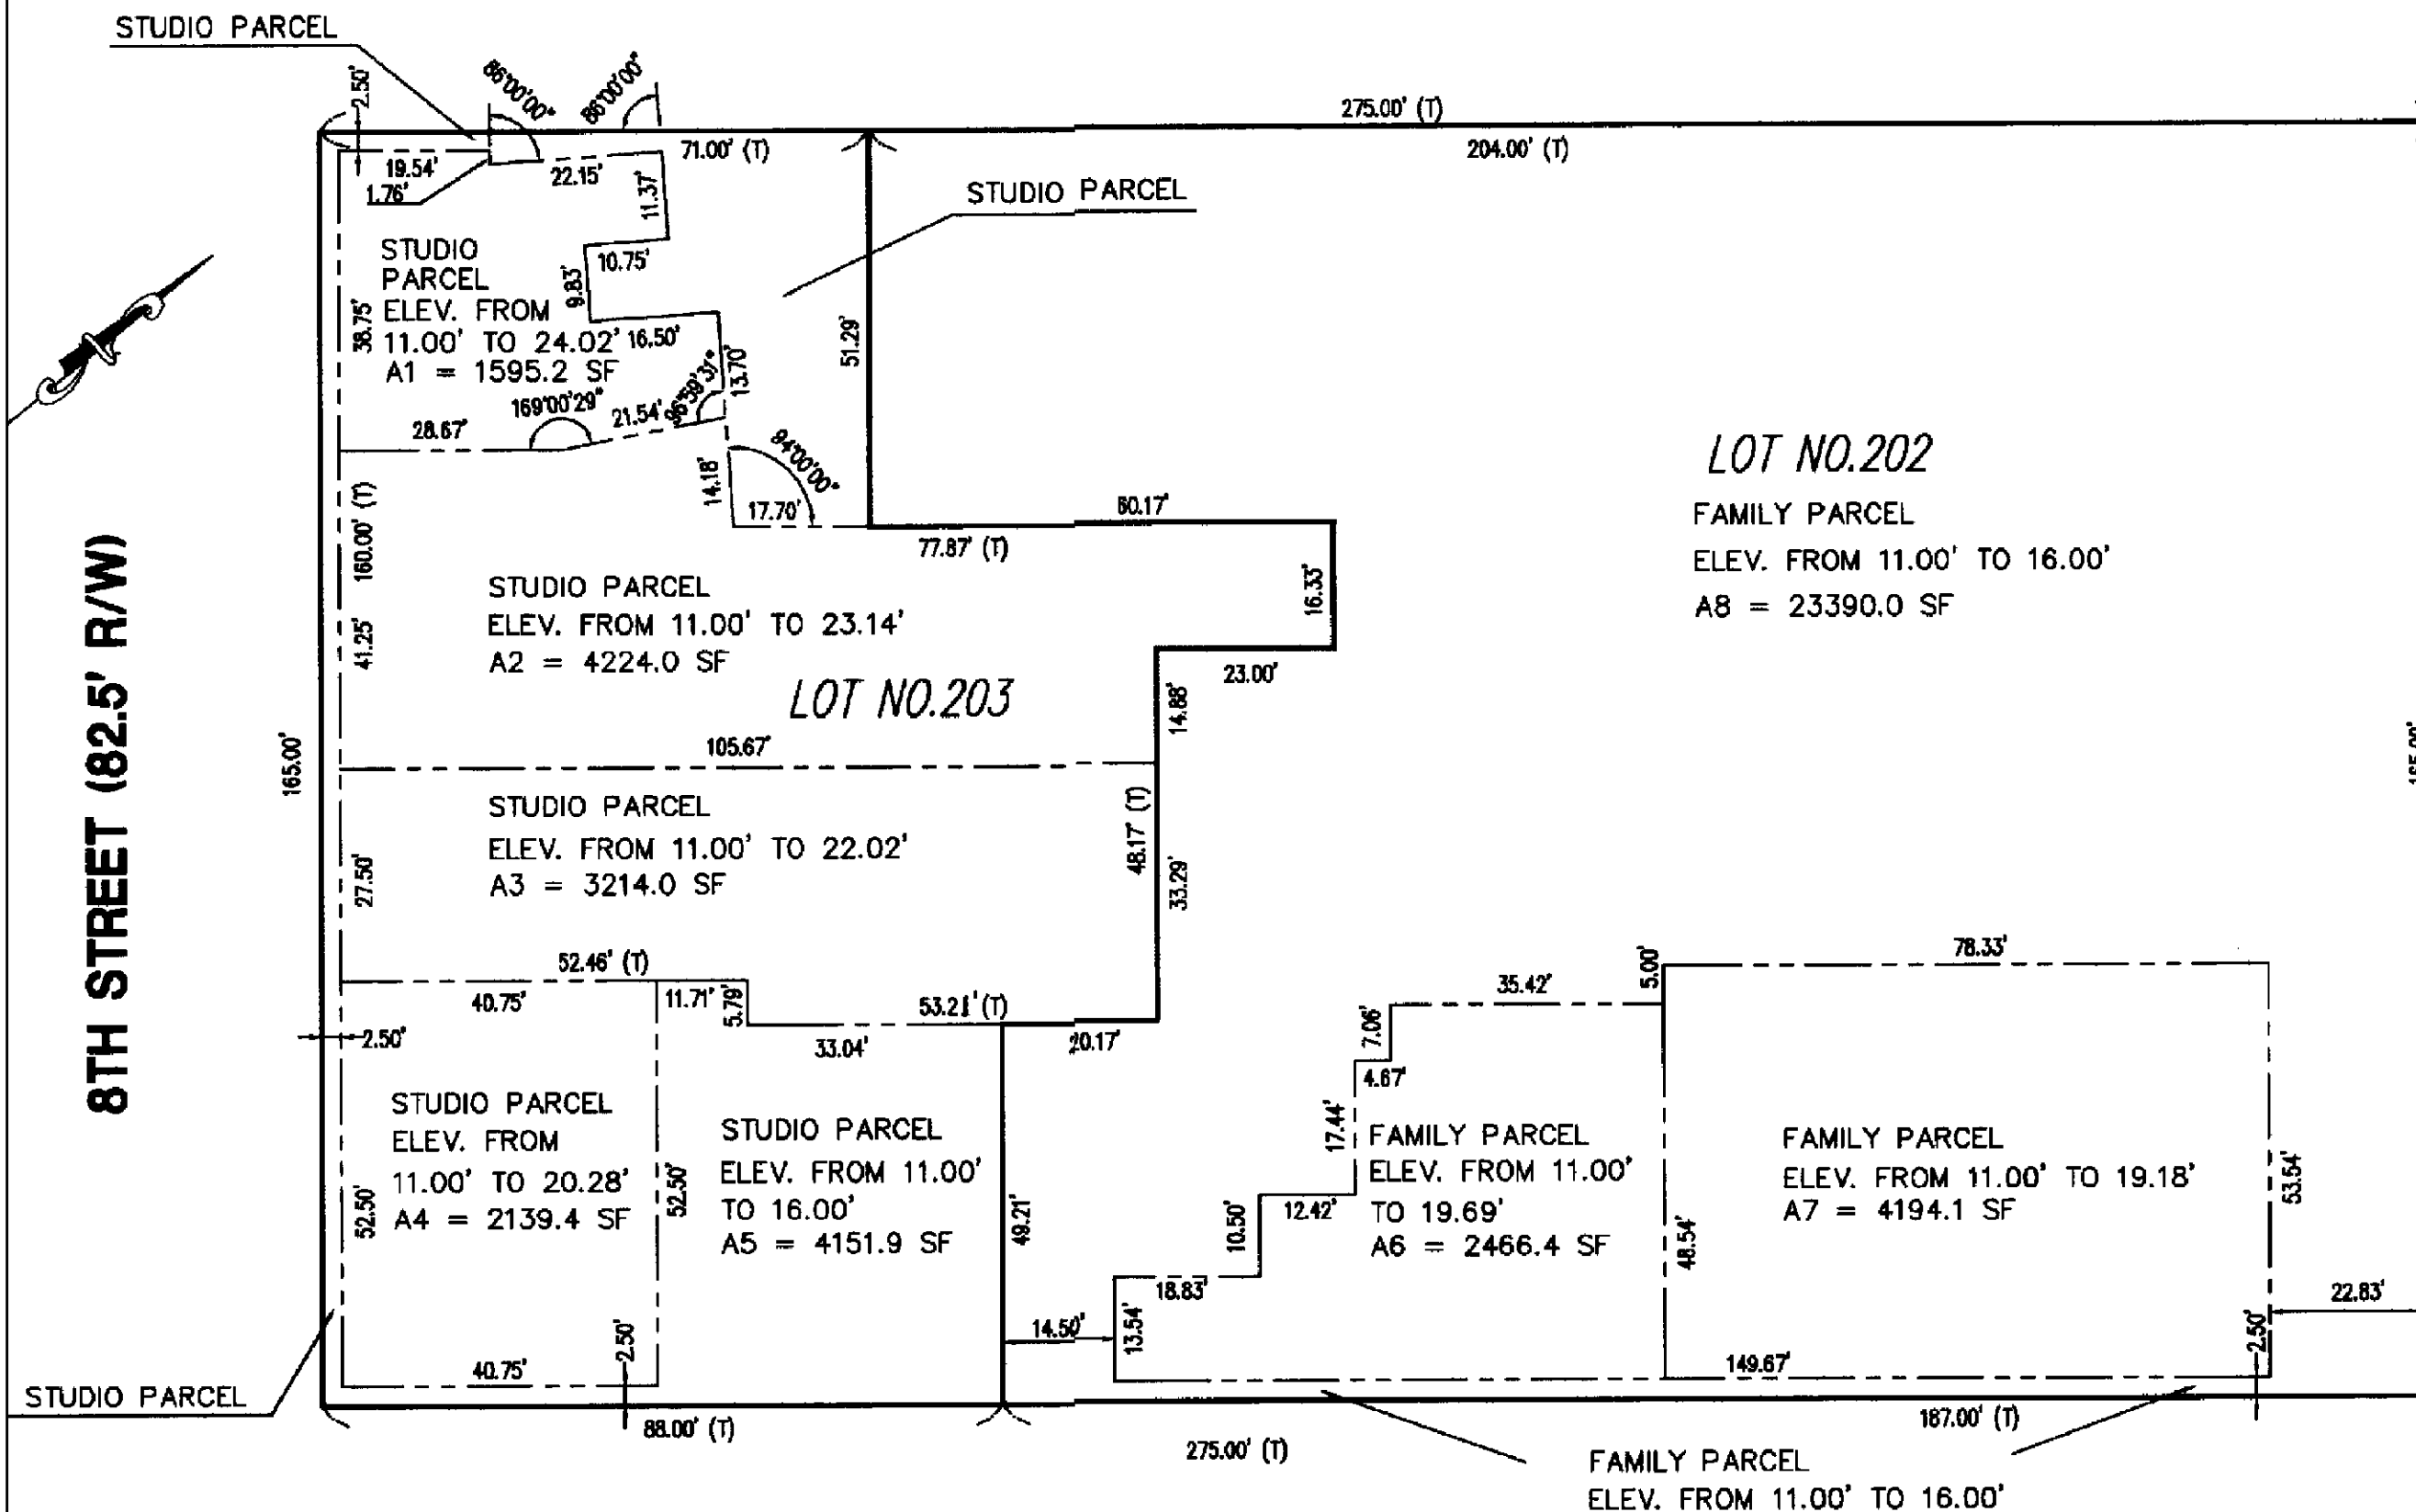 STUDIO PARCEL
2.50'
86°00'00"
86°00'00"
275.00' (T)
71.00' (T)
204.00' (T)
19.54'
1.76'
22.15'
11.37'
STUDIO PARCEL
STUDIO
PARCEL
ELEV. FROM
11.00' TO 24.02'
A1 = 1595.2 SF
38.75'
10.75'
9.83'
16.50'
13.70'
51.29'
169°00'29"
21.54'
96°59'31"
28.67'
94°00'00"
14.18'
17.70'
60.17'
77.87' (T)
LOT NO.202
FAMILY PARCEL
ELEV. FROM 11.00' TO 16.00'
A8 = 23390.0 SF
8TH STREET (82.5' R/W)
165.00'
160.00' (T)
41.25'
STUDIO PARCEL
ELEV. FROM 11.00' TO 23.14'
A2 = 4224.0 SF
LOT NO.203
16.33'
23.00'
14.88'
105.67'
165.00'
STUDIO PARCEL
ELEV. FROM 11.00' TO 22.02'
A3 = 3214.0 SF
27.50'
48.17' (T)
33.29'
52.46' (T)
40.75'
11.71'
5.79'
53.21' (T)
33.04'
20.17'
2.50'
35.42'
5.00'
78.33'
7.06'
4.67'
17.44'
STUDIO PARCEL
ELEV. FROM
11.00' TO 20.28'
A4 = 2139.4 SF
52.50'
52.50'
STUDIO PARCEL
ELEV. FROM 11.00'
TO 16.00'
A5 = 4151.9 SF
49.21'
FAMILY PARCEL
ELEV. FROM 11.00'
TO 19.69'
A6 = 2466.4 SF
FAMILY PARCEL
ELEV. FROM 11.00' TO 19.18'
A7 = 4194.1 SF
53.54'
12.42'
10.50'
48.54'
18.83'
13.54'
14.50'
22.83'
2.50'
2.50'
40.75'
149.67'
STUDIO PARCEL
88.00' (T)
187.00' (T)
275.00' (T)
FAMILY PARCEL
ELEV. FROM 11.00' TO 16.00'